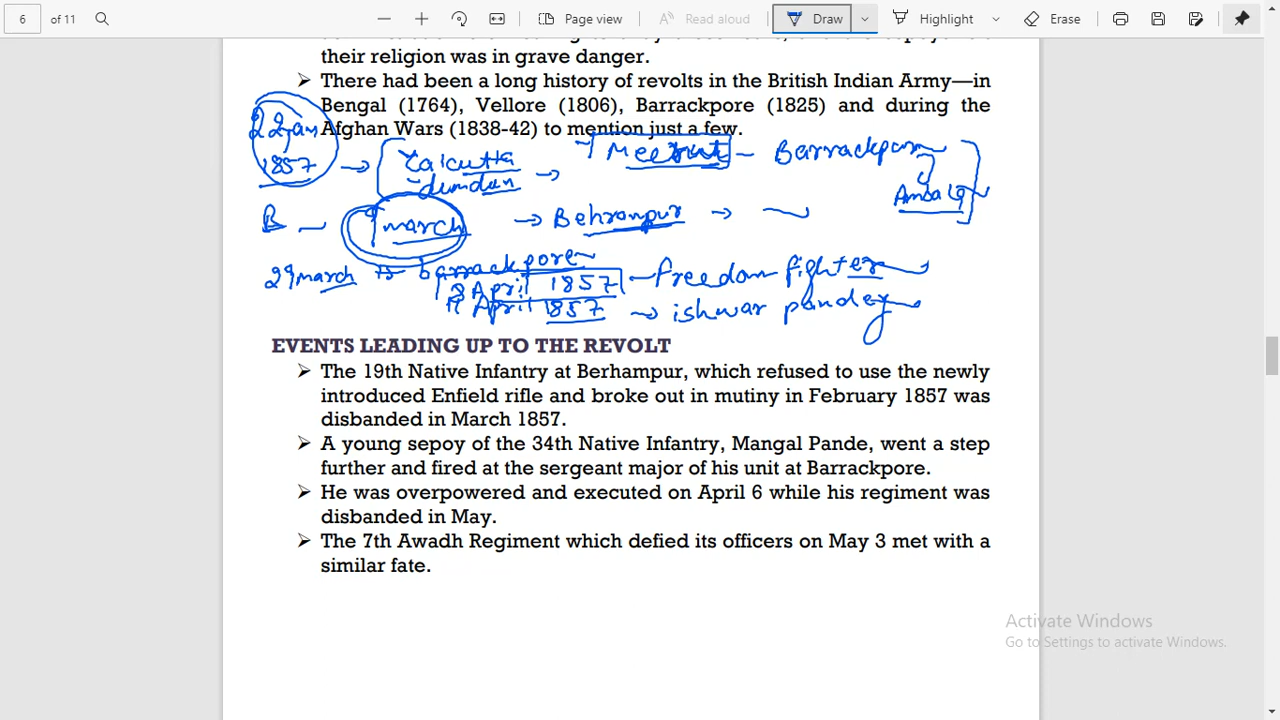 6 of 11 Page view Read aloud Draw Highlight Erase
their religion was in grave danger.
➢ There had been a long history of revolts in the British Indian Army—in
Bengal (1764), Vellore (1806), Barrackpore (1825) and during the
Afghan Wars (1838-42) to mention just a few.
22 Jan
1857 → Calcutta → Meerut – Barrackpur
dumdum
Ambala
B – 1 march → Behrampur →
29 march barrackpore
8 April 1857 – freedom fighter
April 1857 → ishwar pandey
EVENTS LEADING UP TO THE REVOLT
➢ The 19th Native Infantry at Berhampur, which refused to use the newly
introduced Enfield rifle and broke out in mutiny in February 1857 was
disbanded in March 1857.
➢ A young sepoy of the 34th Native Infantry, Mangal Pande, went a step
further and fired at the sergeant major of his unit at Barrackpore.
➢ He was overpowered and executed on April 6 while his regiment was
disbanded in May.
➢ The 7th Awadh Regiment which defied its officers on May 3 met with a
similar fate.
Activate Windows
Go to Settings to activate Windows.